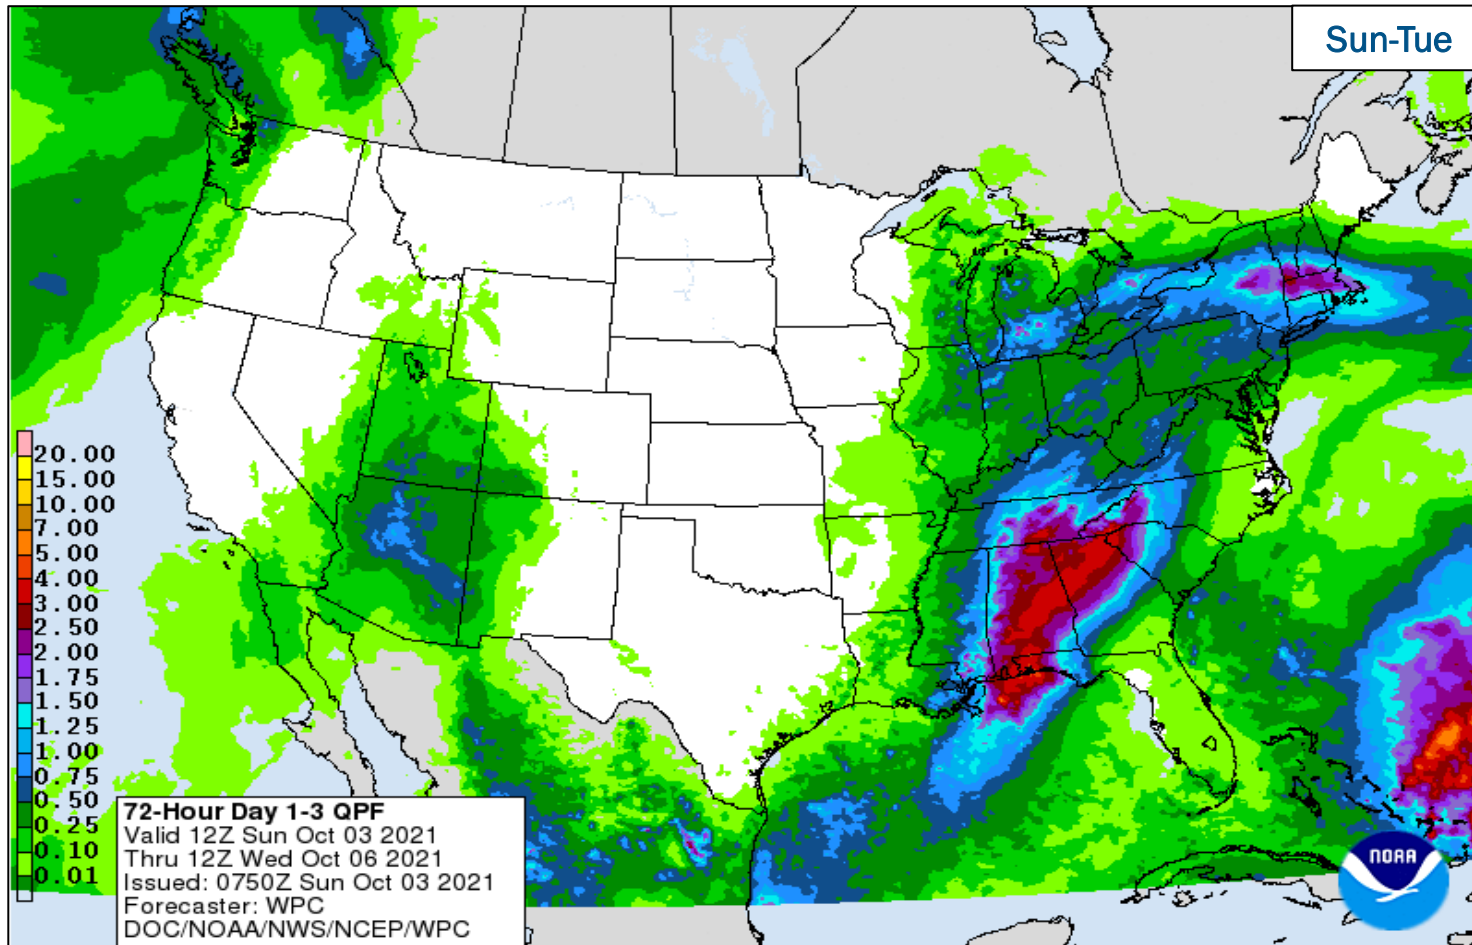 Sun-Tue
20.00
15.00
10.00
7.00
5.00
4.00
3.00
2.50
2.00
1.75
1.50
1.25
1.00
0.75
0.50
0.25
0.10
0.01
72-Hour Day 1-3 QPF
Valid 12Z Sun Oct 03 2021
Thru 12Z Wed Oct 06 2021
Issued: 0750Z Sun Oct 03 2021
Forecaster: WPC
DOC/NOAA/NWS/NCEP/WPC
NOAA